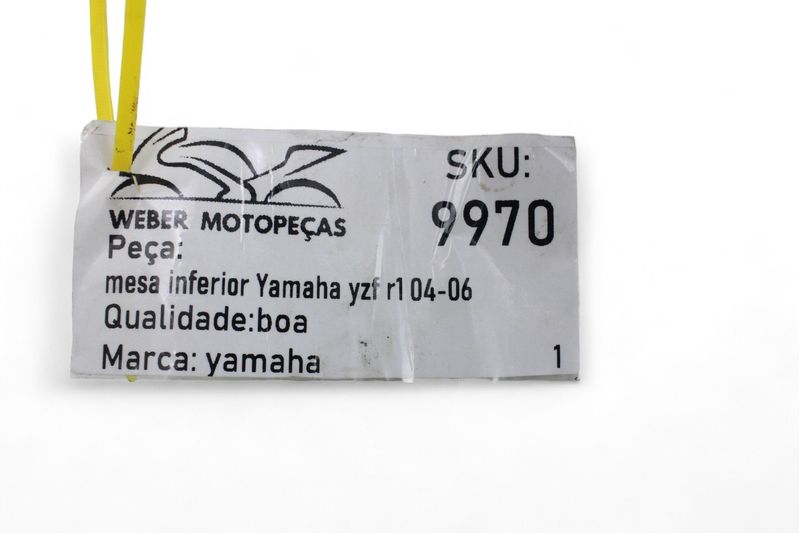 WEBER MOTOPEÇAS
SKU:
9970
Peça:
mesa inferior Yamaha yzf r1 04-06
Qualidade:boa
Marca: yamaha
1